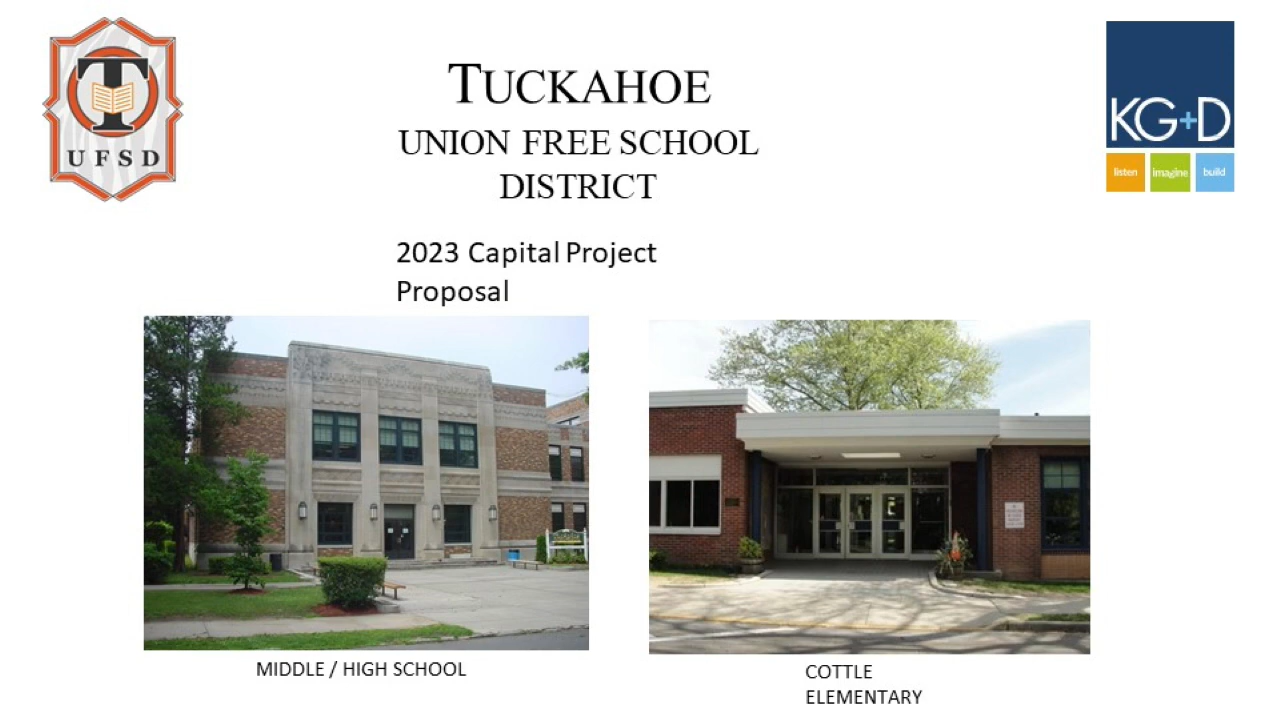 T
UFSD
TUCKAHOE
UNION FREE SCHOOL
DISTRICT
KG+D
listen
imagine
build
2023 Capital Project
Proposal
MIDDLE / HIGH SCHOOL
COTTLE
ELEMENTARY